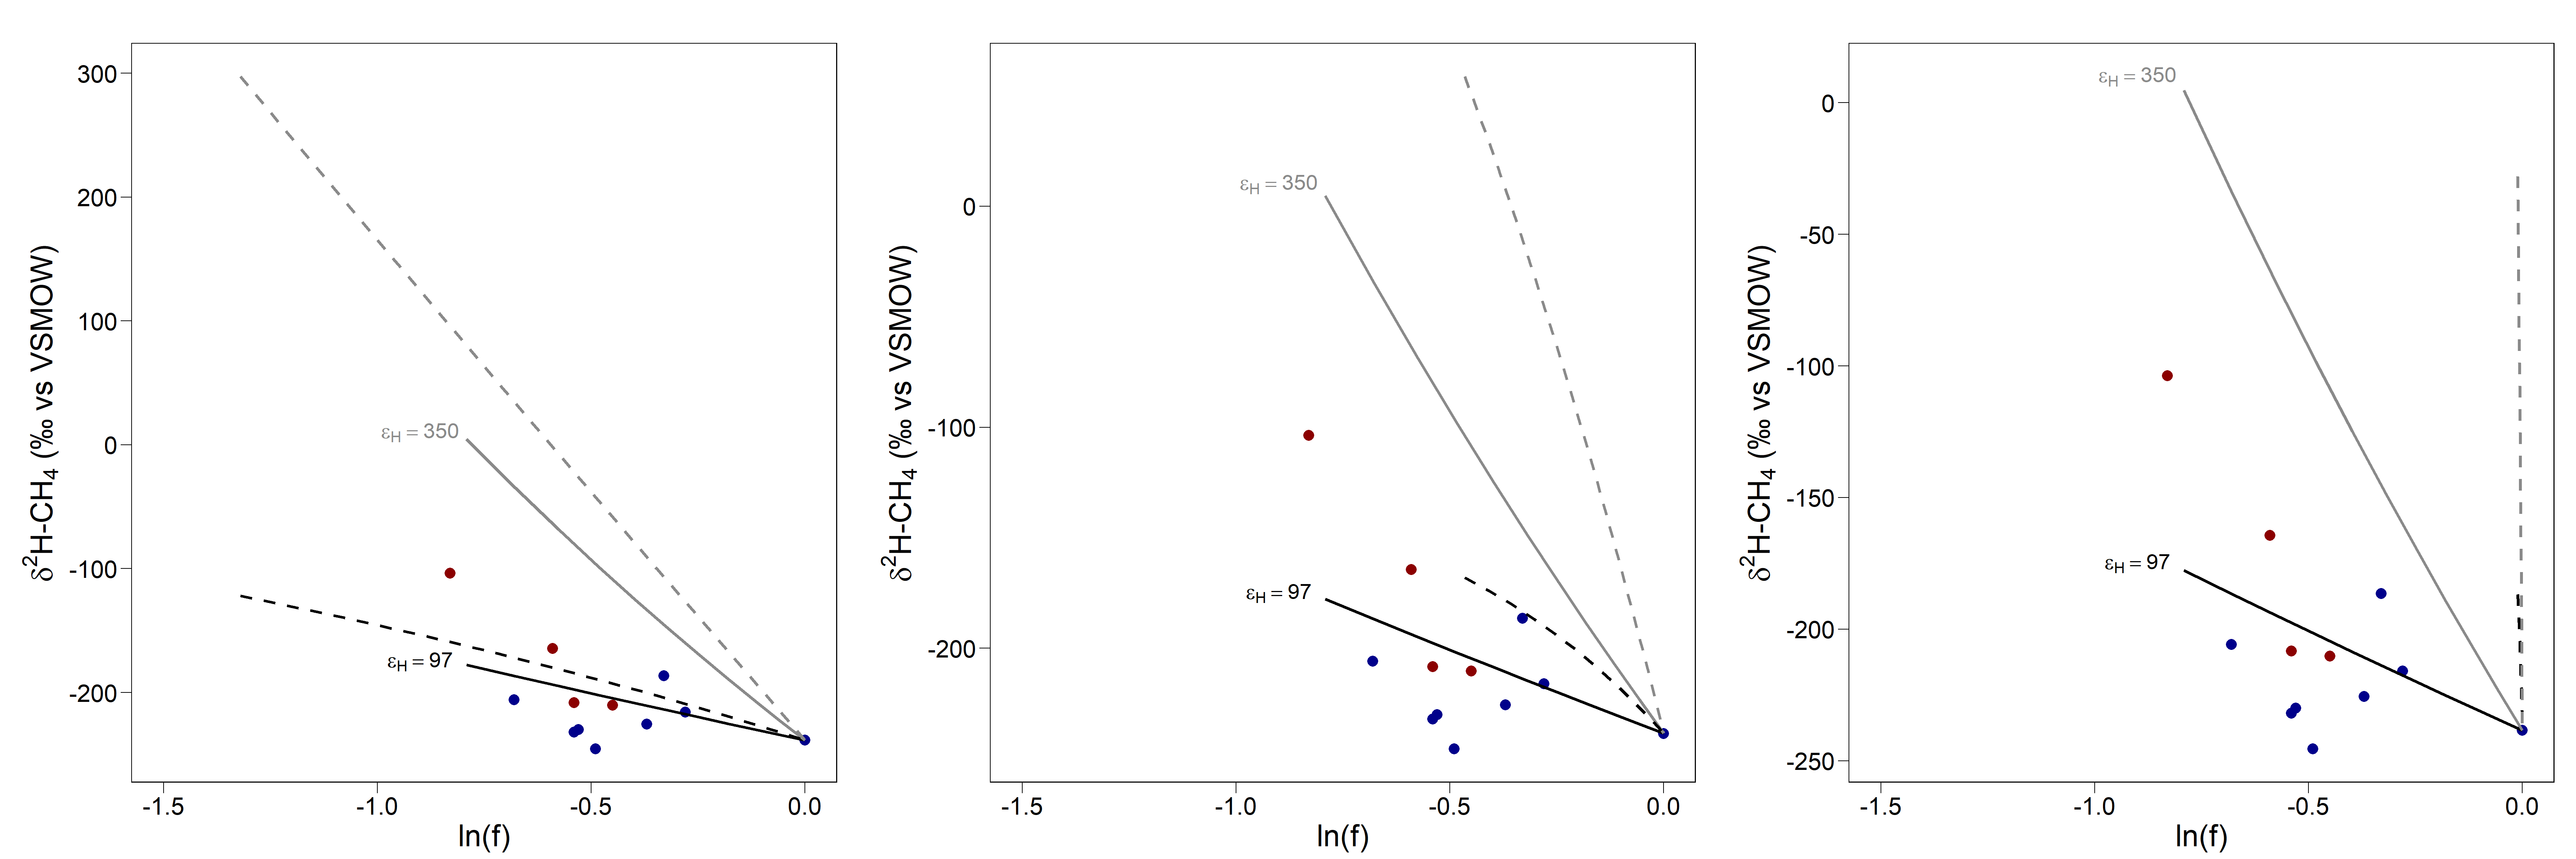 300
200
100
0
-100
-200
δ²H-CH₄ (‰ vs VSMOW)
εH = 350
εH = 97
-1.5 -1.0 -0.5 0.0
ln(f)
0
-100
-200
δ²H-CH₄ (‰ vs VSMOW)
εH = 350
εH = 97
-1.5 -1.0 -0.5 0.0
ln(f)
0
-50
-100
-150
-200
-250
δ²H-CH₄ (‰ vs VSMOW)
εH = 350
εH = 97
-1.5 -1.0 -0.5 0.0
ln(f)